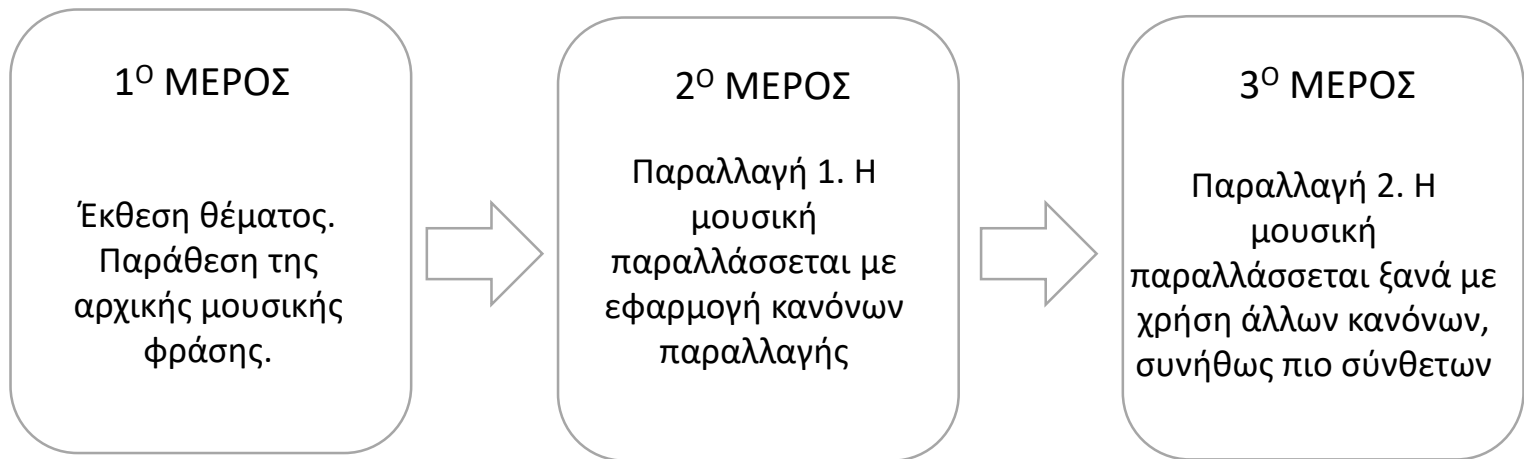 1Ο ΜΕΡΟΣ
Έκθεση θέματος.
Παράθεση της
αρχικής μουσικής
φράσης.
2Ο ΜΕΡΟΣ
Παραλλαγή 1. Η
μουσική
παραλλάσσεται με
εφαρμογή κανόνων
παραλλαγής
3Ο ΜΕΡΟΣ
Παραλλαγή 2. Η
μουσική
παραλλάσσεται ξανά με
χρήση άλλων κανόνων,
συνήθως πιο σύνθετων